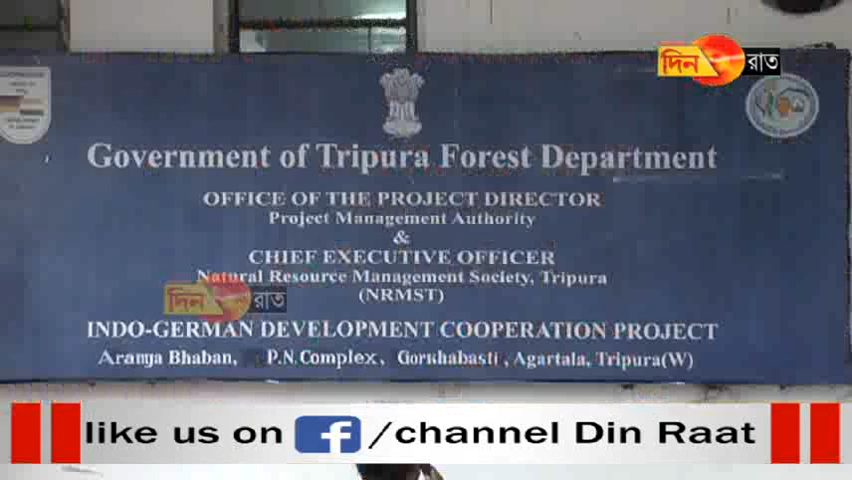 দিন রাত
Government of Tripura Forest Department
OFFICE OF THE PROJECT DIRECTOR
Project Management Authority
&
CHIEF EXECUTIVE OFFICER
Natural Resource Management Society, Tripura
(NRMST)
দিন রাত
INDO-GERMAN DEVELOPMENT COOPERATION PROJECT
Aranya Bhaban, P.N.Complex, Gorkhabasti, Agartala, Tripura(W)
like us on f/channel Din Raat